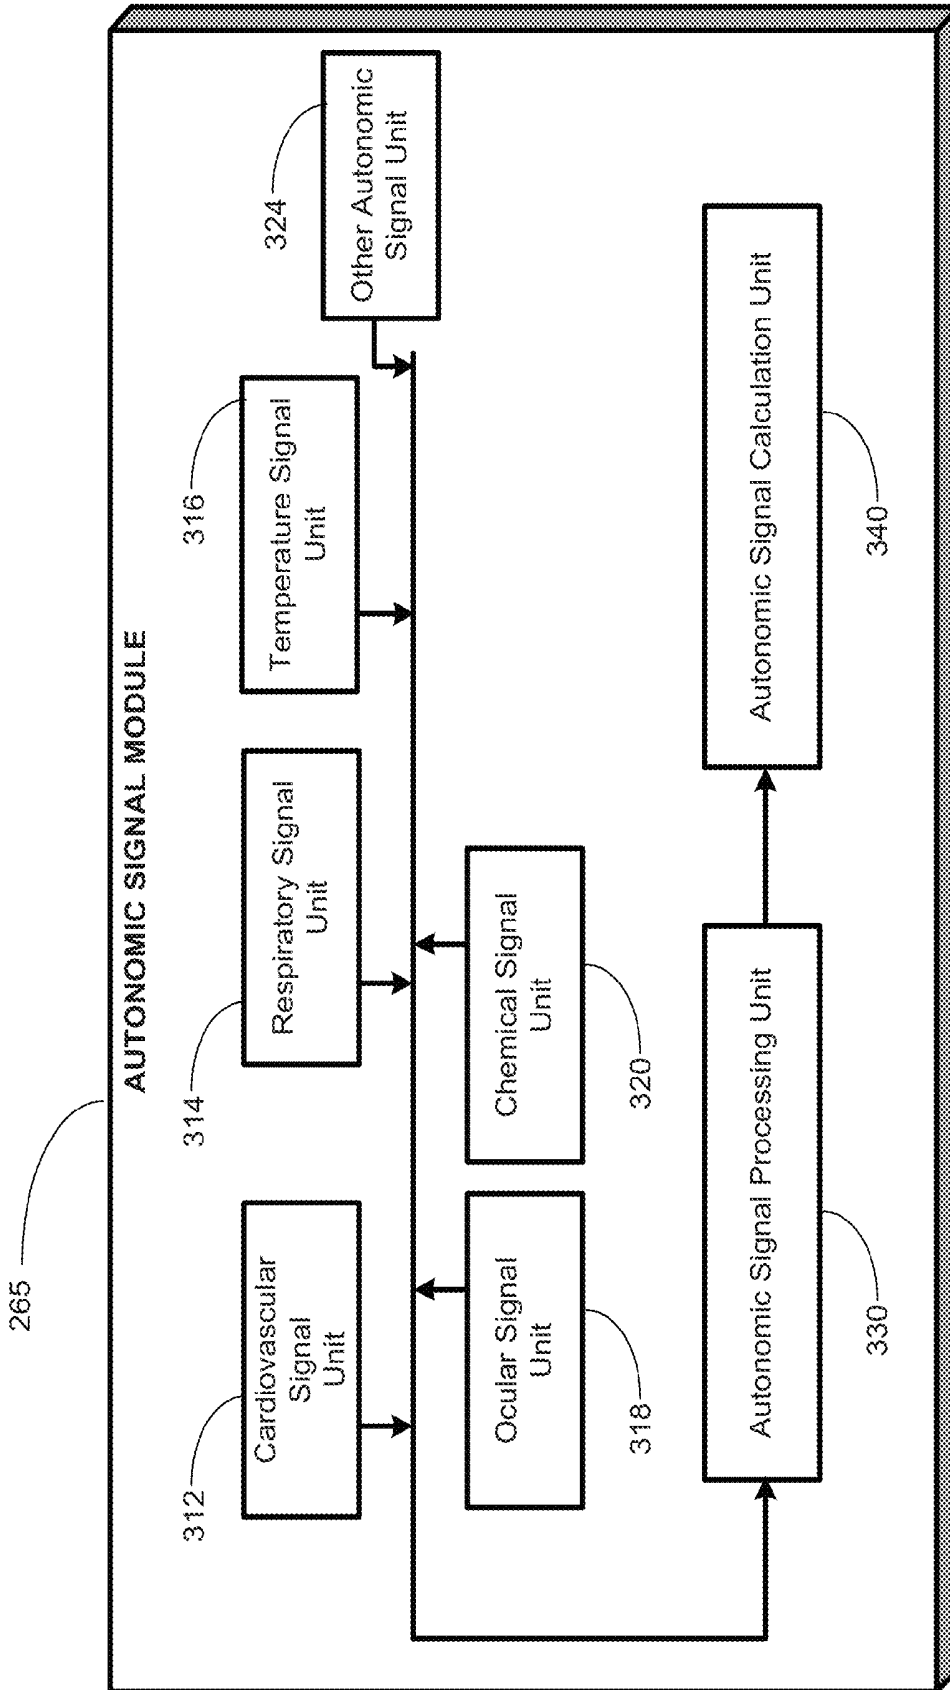 265
AUTONOMIC SIGNAL MODULE
312
Cardiovascular
Signal
Unit
314
Respiratory Signal
Unit
316
Temperature Signal
Unit
324
Other Autonomic
Signal Unit
Ocular Signal
Unit
318
Chemical Signal
Unit
320
Autonomic Signal Processing Unit
330
Autonomic Signal Calculation Unit
340